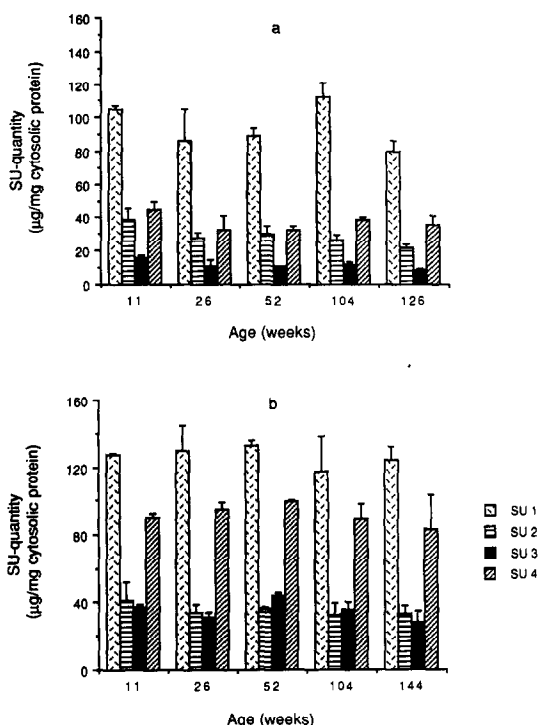 a
160
140
120
100
80
60
40
20
0
SU-quantity
(µg/mg cytosolic protein)
11 26 52 104 126
Age (weeks)
b
160
120
80
40
0
SU-quantity
(µg/mg cytosolic protein)
11 26 52 104 144
Age (weeks)
SU 1
SU 2
SU 3
SU 4